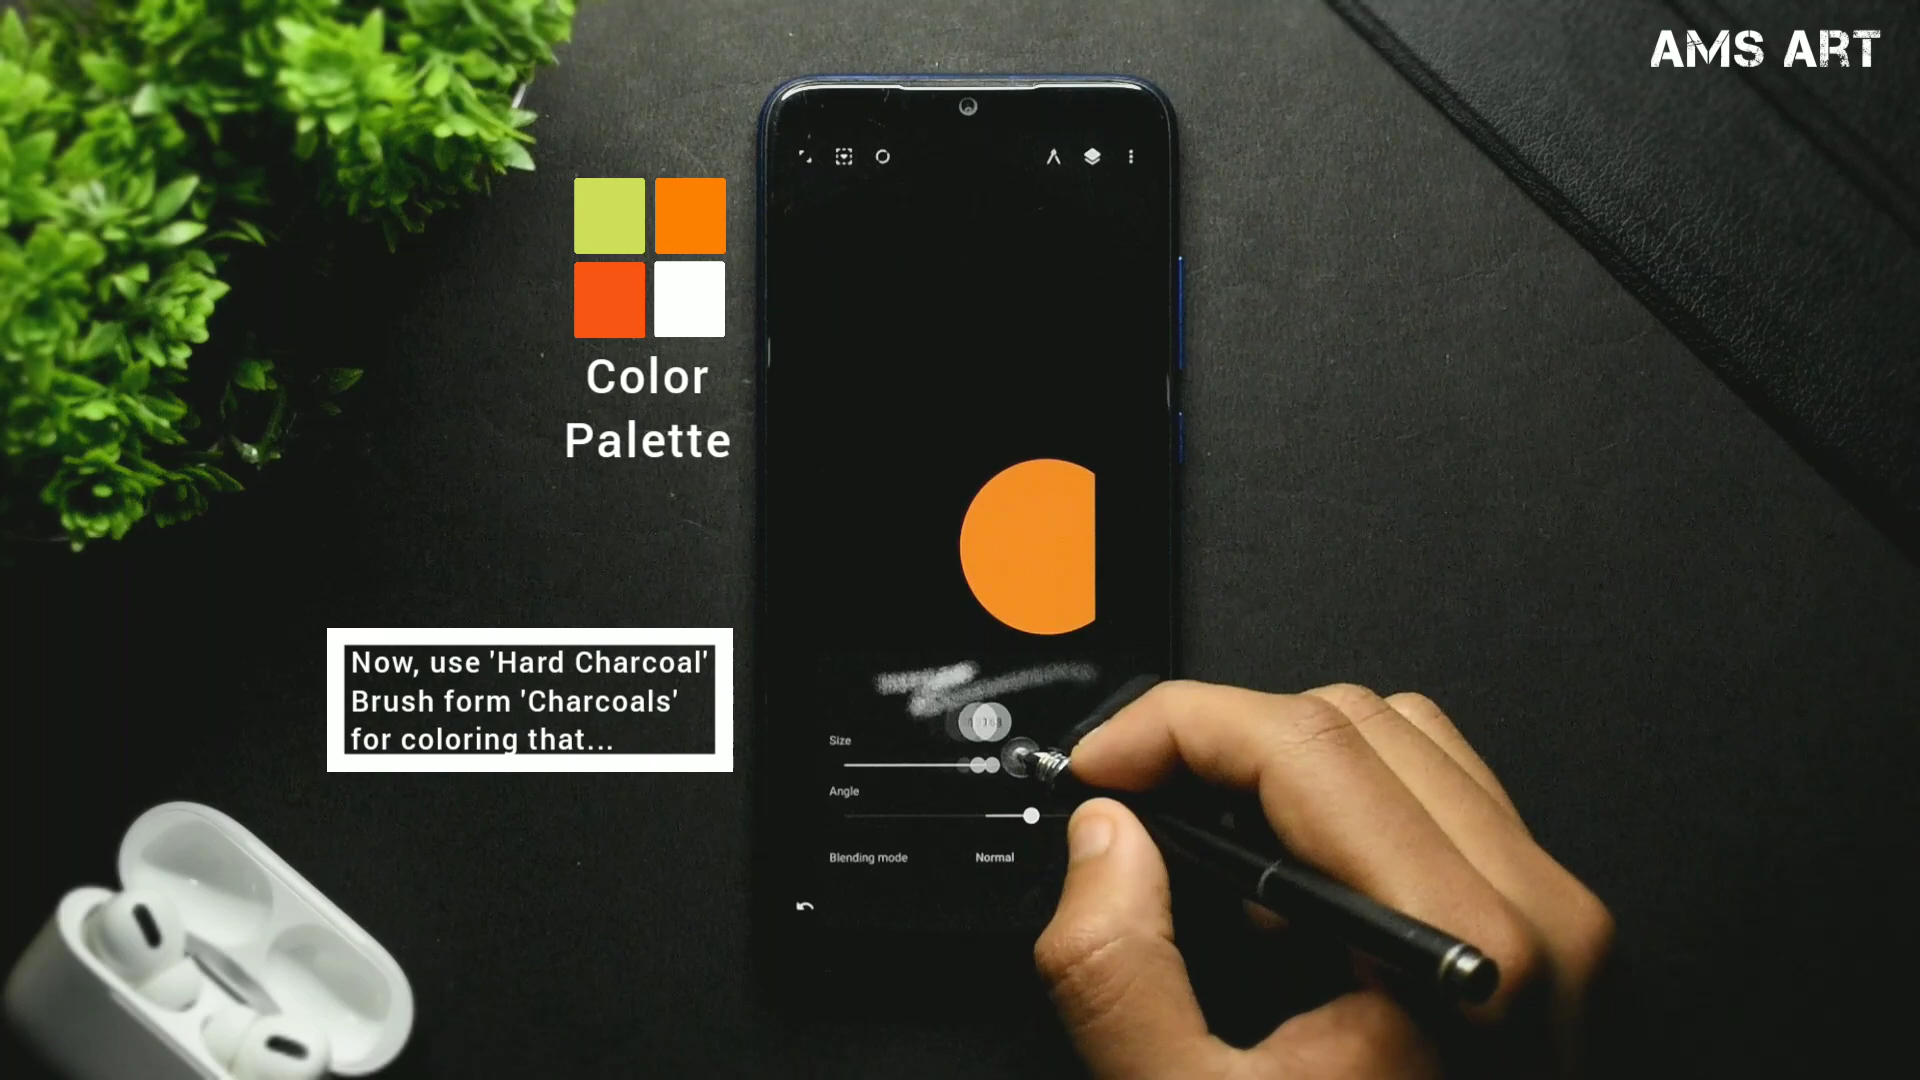 AMS ART
Color
Palette
Now, use 'Hard Charcoal'
Brush form 'Charcoals'
for coloring that...
Size
Angle
Blending mode Normal